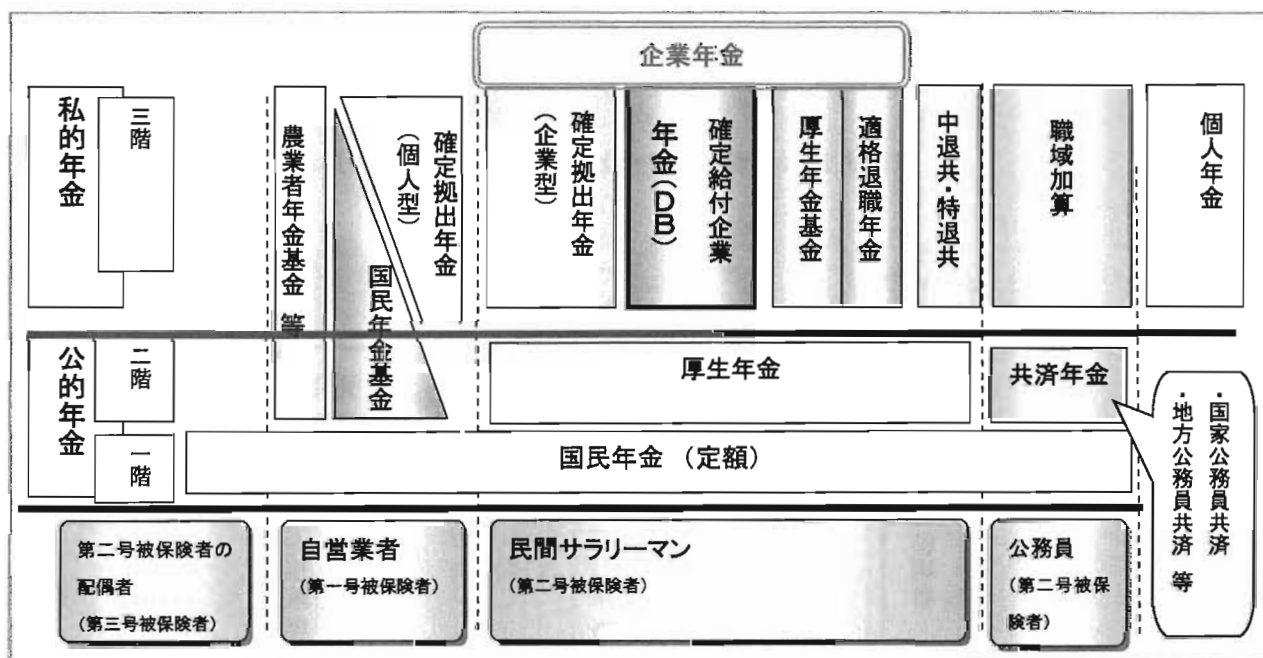 企業年金
私的年金
三階
農業者年金基金 等
国民年金基金
確定拠出年金
(個人型)
確定拠出年金
(企業型)
確定給付企業
年金(DB)
厚生年金基金
適格退職年金
中退共・特退共
職域加算
個人年金
公的年金
二階
厚生年金
共済年金
一階
国民年金 (定額)
・国家公務員共済
・地方公務員共済 等
第二号被保険者の
配偶者
(第三号被保険者)
自営業者
(第一号被保険者)
民間サラリーマン
(第二号被保険者)
公務員
(第二号被保
険者)